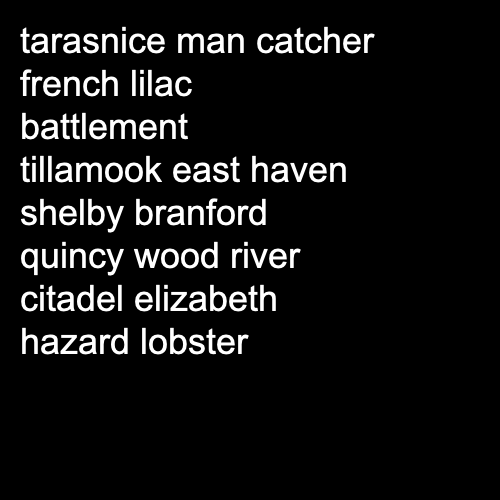 tarasnice man catcher
french lilac
battlement
tillamook east haven
shelby branford
quincy wood river
citadel elizabeth
hazard lobster